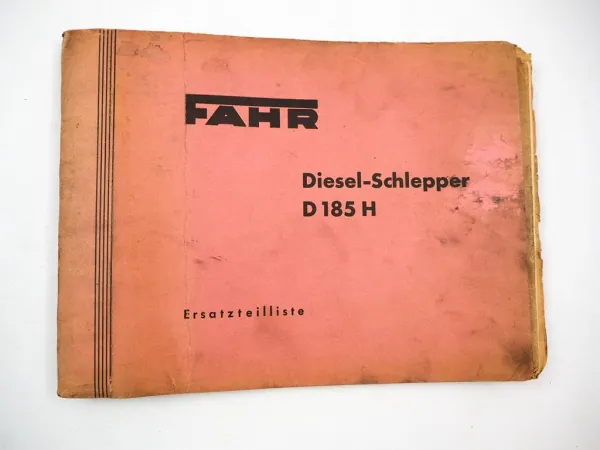 FAHR
Diesel-Schlepper
D 185 H
Ersatzteilliste